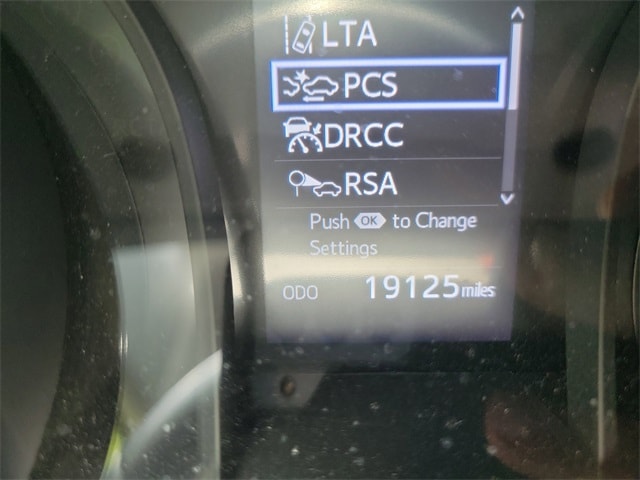 LTA
PCS
DRCC
RSA
Push OK to Change
Settings
ODO 19125 miles